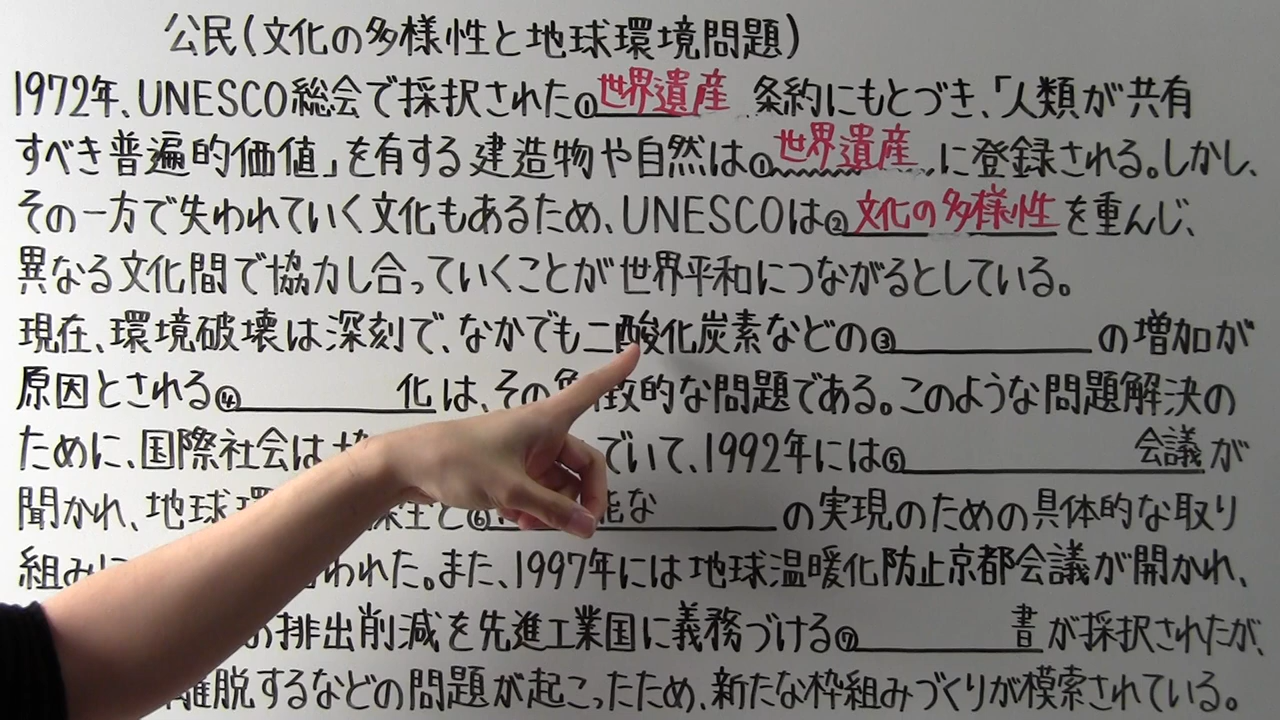 公民(文化の多様性と地球環境問題)
1972年、UNESCO総会で採択された①世界遺産 条約にもとづき、「人類が共有
すべき普遍的価値」を有する建造物や自然は①世界遺産 に登録される。しかし、
その一方で失われていく文化もあるため、UNESCOは②文化の多様性を重んじ、
異なる文化間で協力し合っていくことが世界平和につながるとしている。
現在、環境破壊は深刻で、なかでも二酸化炭素などの③ の増加が
原因とされる④ 化は、その 的な問題である。このような問題解決の
ために、国際社会は でいて、1992年には⑤ 会議が
聞かれ、地球 と⑥ 能な の実現のための具体的な取り
組み われた。また、1997年には地球温暖化防止京都会議が開かれ、
排出削減を先進工業国に義務づける⑦ 書が採択されたが、
離脱するなどの問題が起こったため、新たな枠組みづくりが模索されている。